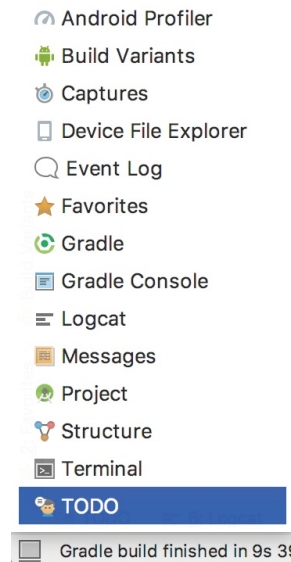 Android Profiler
Build Variants
Captures
Device File Explorer
Event Log
Favorites
Gradle
Gradle Console
Logcat
Messages
Project
Structure
Terminal
TODO
Gradle build finished in 9s